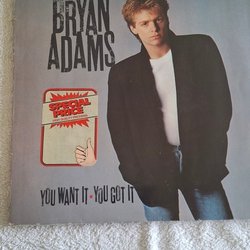 BRYAN
ADAMS
SPECIAL
PRICE
YOU WANT IT • YOU GOT IT